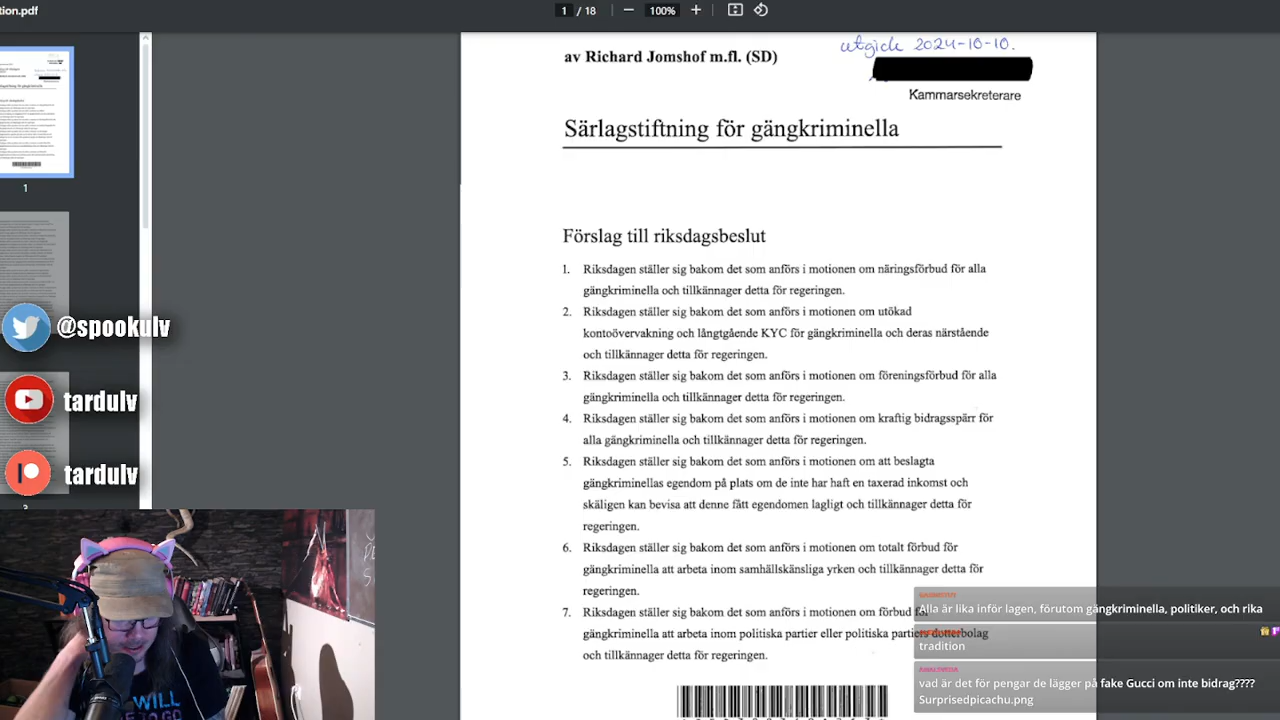 tion.pdf
1 / 18
100%
av Richard Jomshof m.fl. (SD)
utgick 2024-10-10.
Kammarsekreterare
Särlagstiftning för gängkriminella
Förslag till riksdagsbeslut
1. Riksdagen ställer sig bakom det som anförs i motionen om näringsförbud för alla
gängkriminella och tillkännager detta för regeringen.
2. Riksdagen ställer sig bakom det som anförs i motionen om utökad
kontoövervakning och långtgående KYC för gängkriminella och deras närstående
och tillkännager detta för regeringen.
3. Riksdagen ställer sig bakom det som anförs i motionen om föreningsförbud för alla
gängkriminella och tillkännager detta för regeringen.
4. Riksdagen ställer sig bakom det som anförs i motionen om kraftig bidragsspärr för
alla gängkriminella och tillkännager detta för regeringen.
5. Riksdagen ställer sig bakom det som anförs i motionen om att beslagta
gängkriminellas egendom på plats om de inte har haft en taxerad inkomst och
skäligen kan bevisa att denne fått egendomen lagligt och tillkännager detta för
regeringen.
6. Riksdagen ställer sig bakom det som anförs i motionen om totalt förbud för
gängkriminella att arbeta inom samhällskänsliga yrken och tillkännager detta för
regeringen.
7. Riksdagen ställer sig bakom det som anförs i motionen om förbud
gängkriminella att arbeta inom politiska partier eller politiska partiers dotterbolag
och tillkännager detta för regeringen.
1
@spookulv
tardulv
tardulv
Alla är lika inför lagen, förutom gängkriminella, politiker, och rika
tradition
vad är det för pengar de lägger på fake Gucci om inte bidrag????
Surprisedpicachu.png